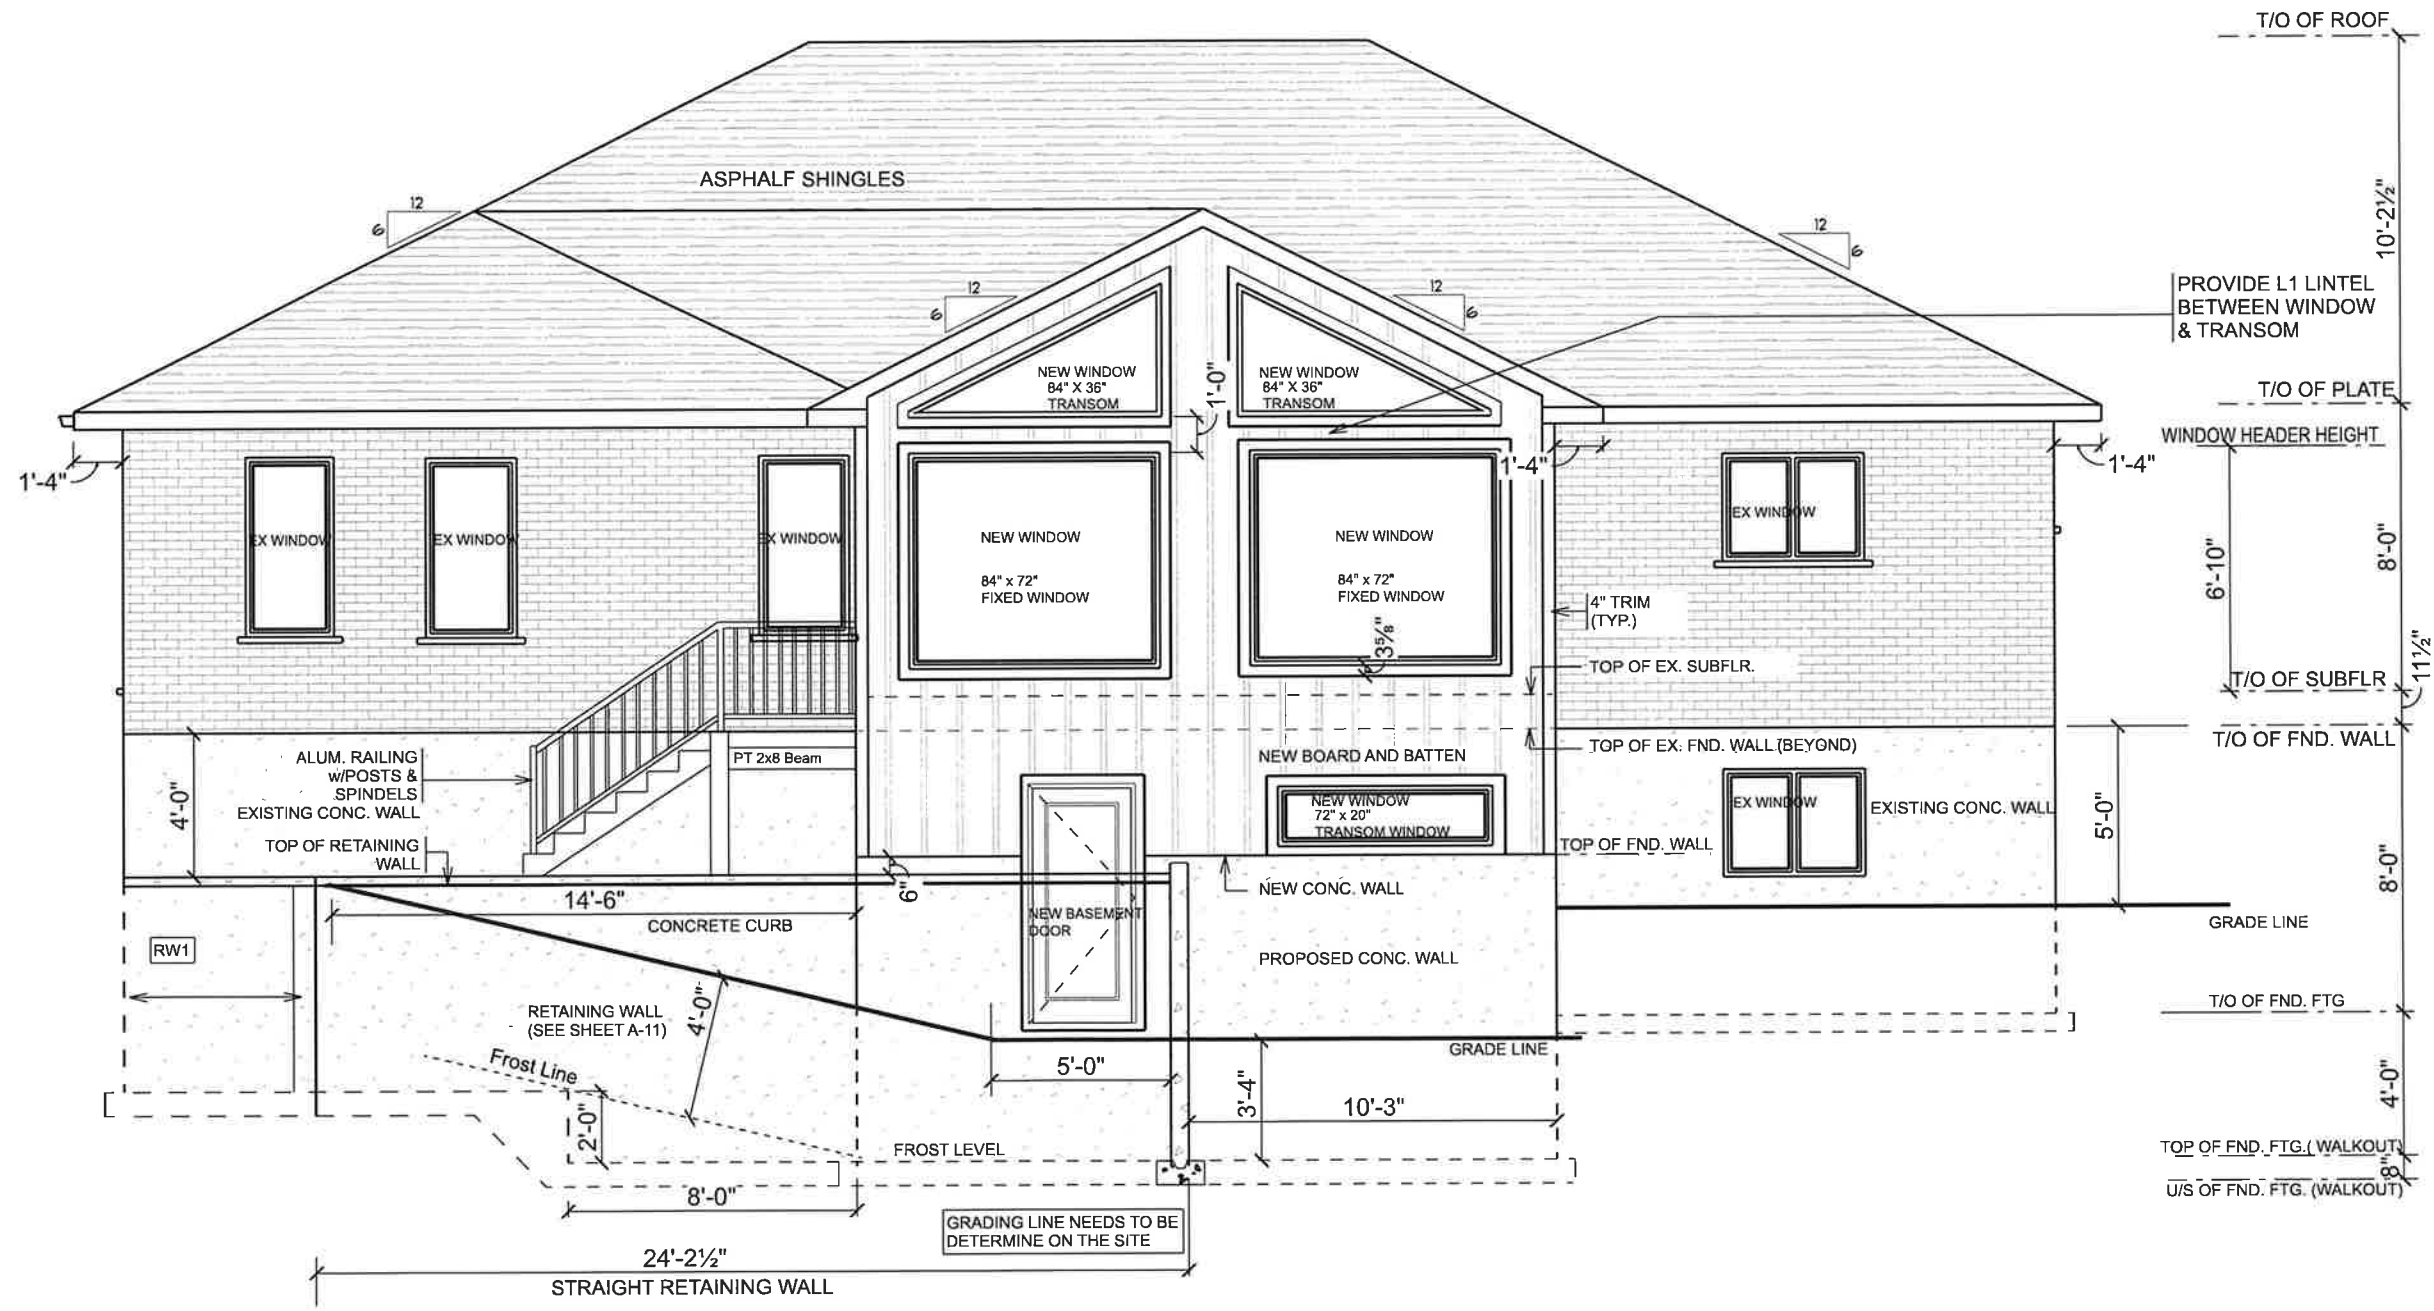 T/O OF ROOF
10'-2½"
ASPHALF SHINGLES
12
6
12
6
12
6
12
6
PROVIDE L1 LINTEL
BETWEEN WINDOW
& TRANSOM
NEW WINDOW
84" X 36"
TRANSOM
1'-0"
NEW WINDOW
84" X 36"
TRANSOM
T/O OF PLATE
WINDOW HEADER HEIGHT
1'-4"
1'-4"
1'-4"
EX WINDOW
EX WINDOW
EX WINDOW
NEW WINDOW
84" x 72"
FIXED WINDOW
NEW WINDOW
84" x 72"
FIXED WINDOW
3⅝"
EX WINDOW
6'-10"
8'-0"
4" TRIM
(TYP.)
TOP OF EX. SUBFLR.
T/O OF SUBFLR
11½"
T/O OF FND. WALL
TOP OF EX. FND. WALL (BEYOND)
NEW BOARD AND BATTEN
ALUM. RAILING
w/POSTS &
SPINDELS
EXISTING CONC. WALL
PT 2x8 Beam
4'-0"
TOP OF RETAINING
WALL
NEW WINDOW
72" x 20"
TRANSOM WINDOW
TOP OF FND. WALL
EX WINDOW
EXISTING CONC. WALL
5'-0"
8'-0"
6"
NEW CONC. WALL
14'-6"
CONCRETE CURB
NEW BASEMENT
DOOR
PROPOSED CONC. WALL
GRADE LINE
RW1
RETAINING WALL
(SEE SHEET A-11)
4'-0"
T/O OF FND. FTG
GRADE LINE
Frost Line
5'-0"
3'-4"
10'-3"
4'-0"
2'-0"
FROST LEVEL
TOP OF FND. FTG.( WALKOUT)
8"
U/S OF FND. FTG. (WALKOUT)
8'-0"
GRADING LINE NEEDS TO BE
DETERMINE ON THE SITE
24'-2½"
STRAIGHT RETAINING WALL